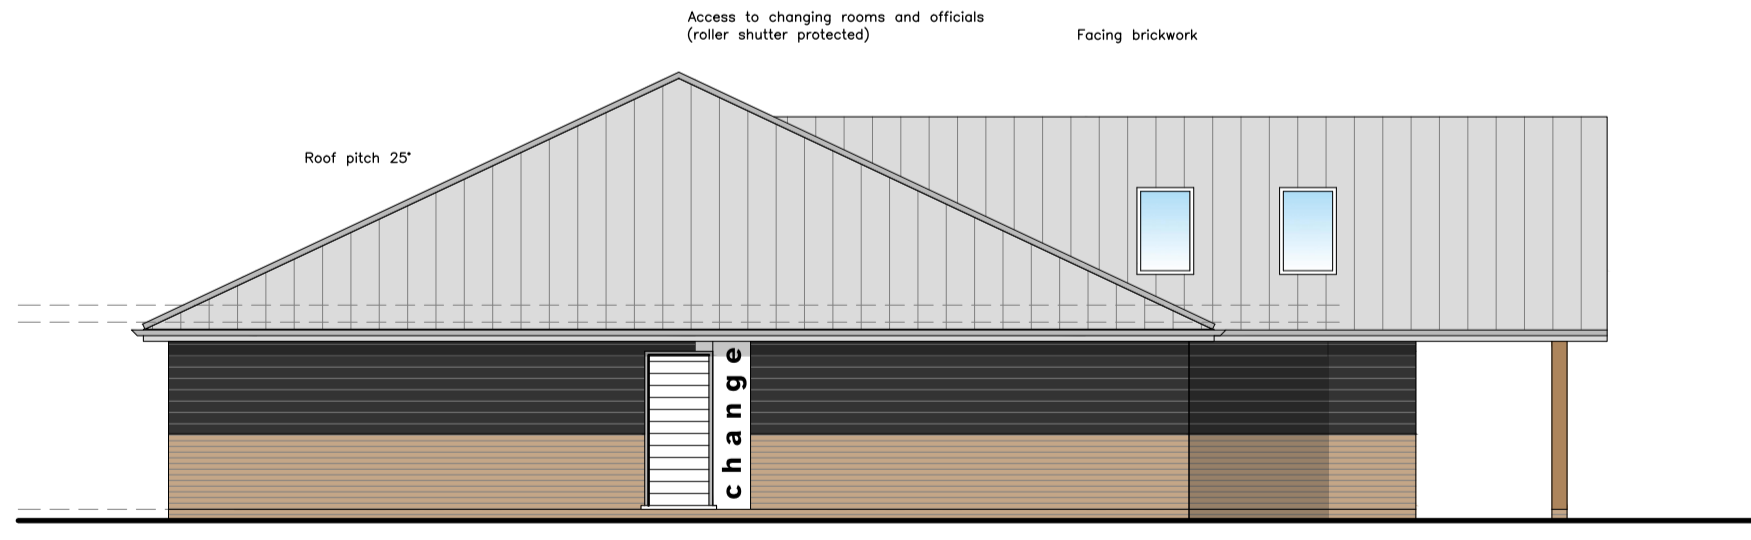 Access to changing rooms and officials
(roller shutter protected)
Facing brickwork
Roof pitch 25°
change